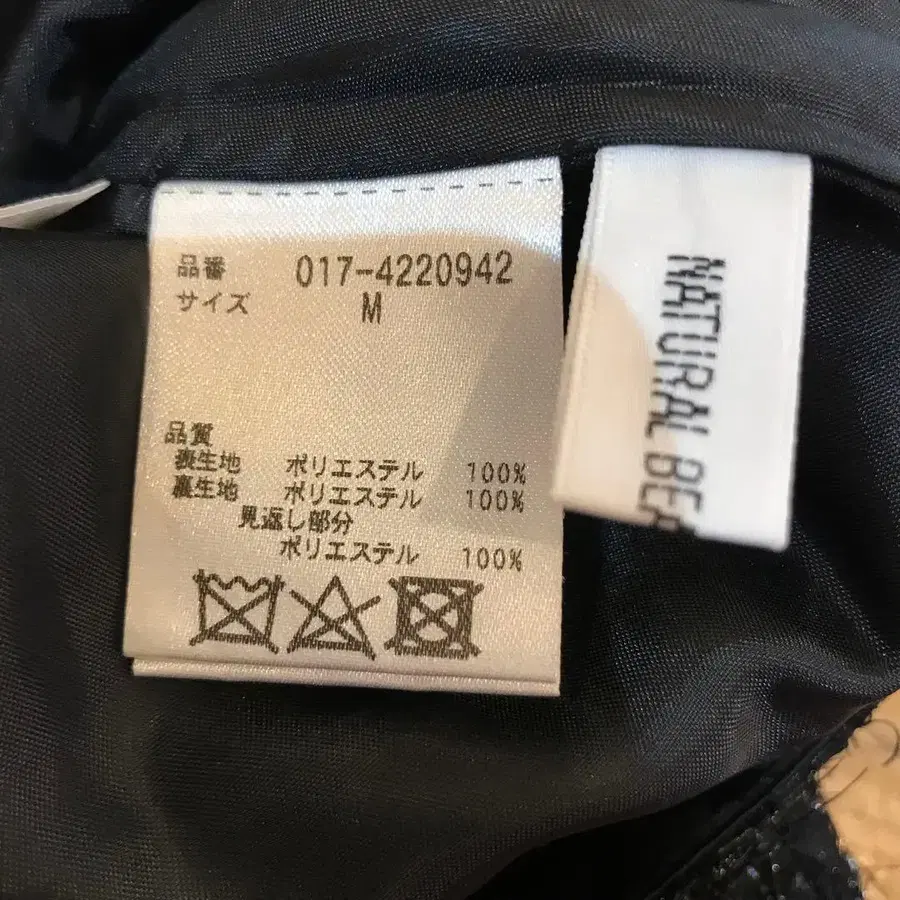 品番 017-4220942
サイズ M
品質
表生地 ポリエステル 100%
裏生地 ポリエステル 100%
見返し部分
ポリエステル 100%
NATURAL BEA